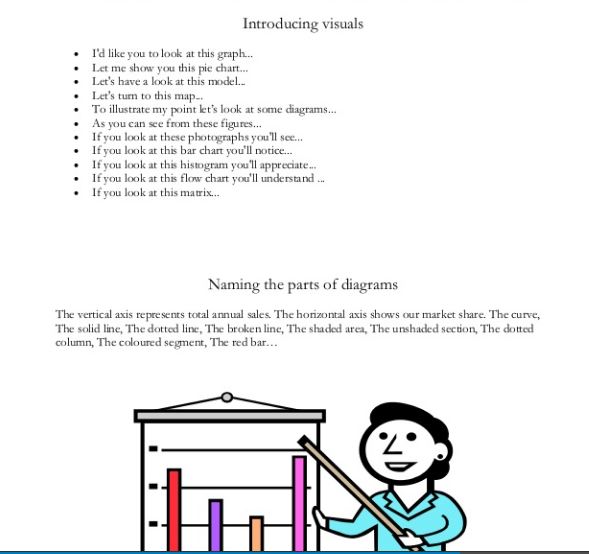 Introducing visuals
I'd like you to look at this graph...
Let me show you this pie chart...
Let's have a look at this model...
Let's turn to this map...
To illustrate my point let's look at some diagrams...
As you can see from these figures...
If you look at these photographs you'll see...
If you look at this bar chart you'll notice...
If you look at this histogram you'll appreciate...
If you look at this flow chart you'll understand ...
If you look at this matrix...
Naming the parts of diagrams
The vertical axis represents total annual sales. The horizontal axis shows our market share. The curve,
The solid line, The dotted line, The broken line, The shaded area, The unshaded section, The dotted
column, The coloured segment, The red bar…